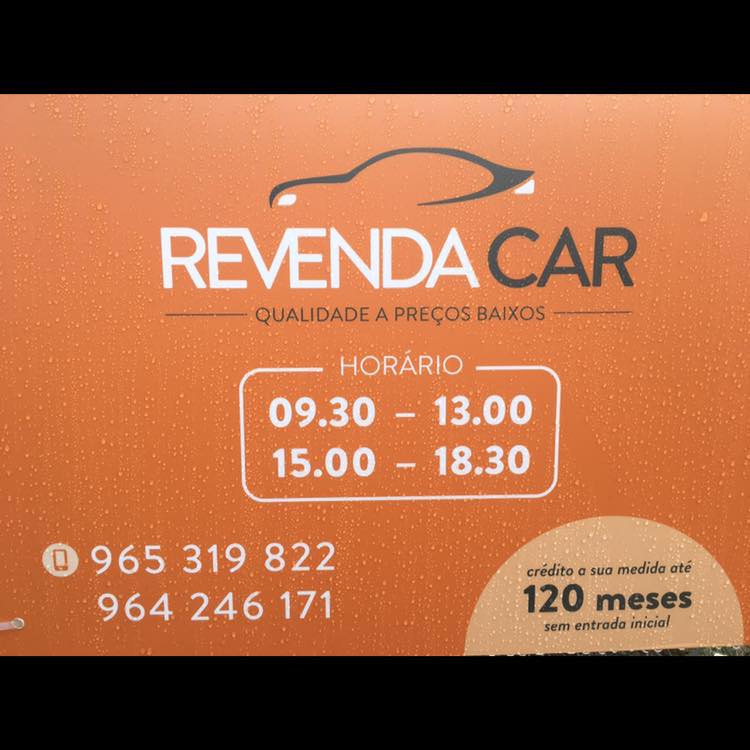 REVENDA CAR
QUALIDADE A PREÇOS BAIXOS
HORÁRIO
09.30 – 13.00
15.00 – 18.30
965 319 822
964 246 171
crédito a sua medida até
120 meses
sem entrada inicial